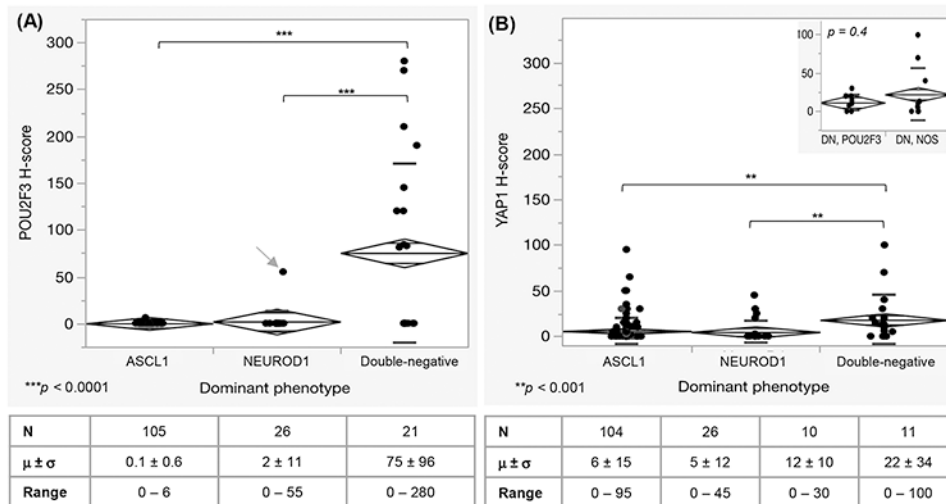 (A)
***
***
POU2F3 H-score
300
250
200
150
100
50
0
ASCL1 NEUROD1 Double-negative
***p < 0.0001 Dominant phenotype
N 105 26 21
µ ± σ 0.1 ± 0.6 2 ± 11 75 ± 96
Range 0 – 6 0 – 55 0 – 280
(B)
p = 0.4
100
50
0
DN, POU2F3 DN, NOS
**
**
YAP1 H-score
300
250
200
150
100
50
0
ASCL1 NEUROD1 Double-negative
**p < 0.001 Dominant phenotype
N 104 26 10 11
µ ± σ 6 ± 15 5 ± 12 12 ± 10 22 ± 34
Range 0 – 95 0 – 45 0 – 30 0 – 100